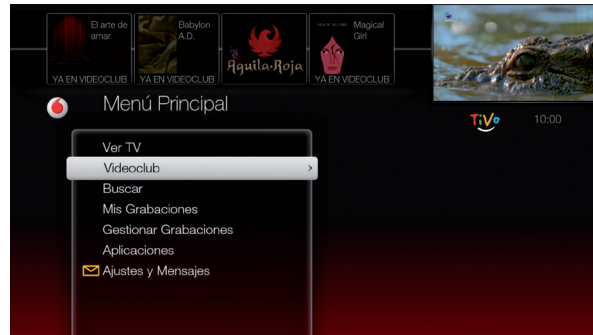 El arte de
amar
YA EN VIDEOCLUB
Babylon
A.D.
YA EN VIDEOCLUB
Águila·Roja
Magical
Girl
YA EN VIDEOCLUB
Menú Principal
TiVo
10:00
Ver TV
Videoclub
Buscar
Mis Grabaciones
Gestionar Grabaciones
Aplicaciones
Ajustes y Mensajes